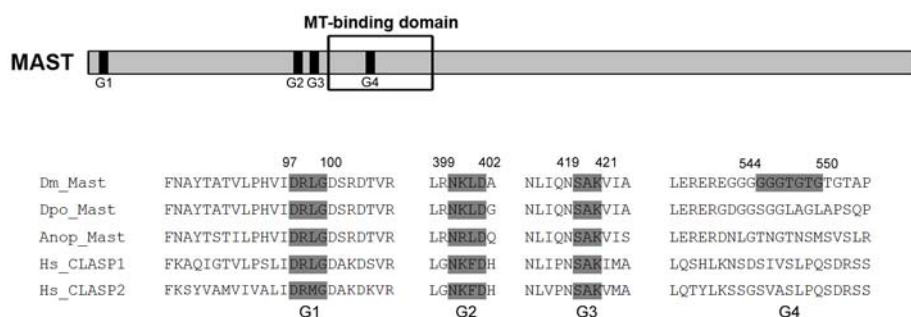 MT-binding domain
MAST
G1 G2 G3 G4
97 100 399 402 419 421 544 550
Dm_Mast FNAYTATVLPHVIDRLGDSRDTVR LRNKLDA NLIQNSAKVIA LEREREGGGGGGTGTGTGTAP
Dpo_Mast FNAYTATVLPHVIDRLGDSRDTVR LRNKLDG NLIQNSAKVIA LERERGDGGSGGLAGLAPSQP
Anop_Mast FNAYTSTILPHVIDRLGDSRDTVR LRNRLDQ NLIQNSAKVIS LERERDNLGTNGTNSMSVSLR
Hs_CLASP1 FKAQIGTVLPSLIDRLGDAKDSVR LGNKFDH NLIPNSAKIMA LQSHLKNSDSIVSLPQSDRSS
Hs_CLASP2 FKSYVAMVIVALIDRMGDAKDKVR LGNKFDH NLVPNSAKVMA LQTYLKSSGSVASLPQSDRSS
G1 G2 G3 G4